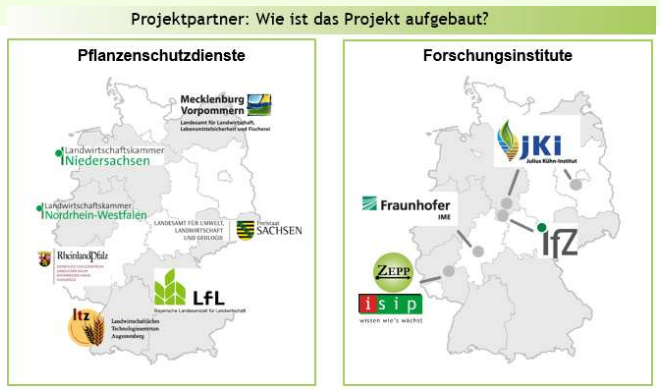 Projektpartner: Wie ist das Projekt aufgebaut?
Pflanzenschutzdienste
Mecklenburg
Vorpommern
Landesamt für Landwirtschaft,
Lebensmittelsicherheit und Fischerei
Landwirtschaftskammer
Niedersachsen
Landwirtschaftskammer
Nordrhein-Westfalen
LANDESAMT FÜR UMWELT,
LANDWIRTSCHAFT
UND GEOLOGIE
Freistaat
SACHSEN
RheinlandPfalz
LfL
Bayerische Landesanstalt für Landwirtschaft
ltz
Landwirtschaftliches
Technologiezentrum
Augustenberg
Forschungsinstitute
JKI
Julius Kühn-Institut
Fraunhofer
IME
ifZ
ZEPP
isip
wissen wie's wächst